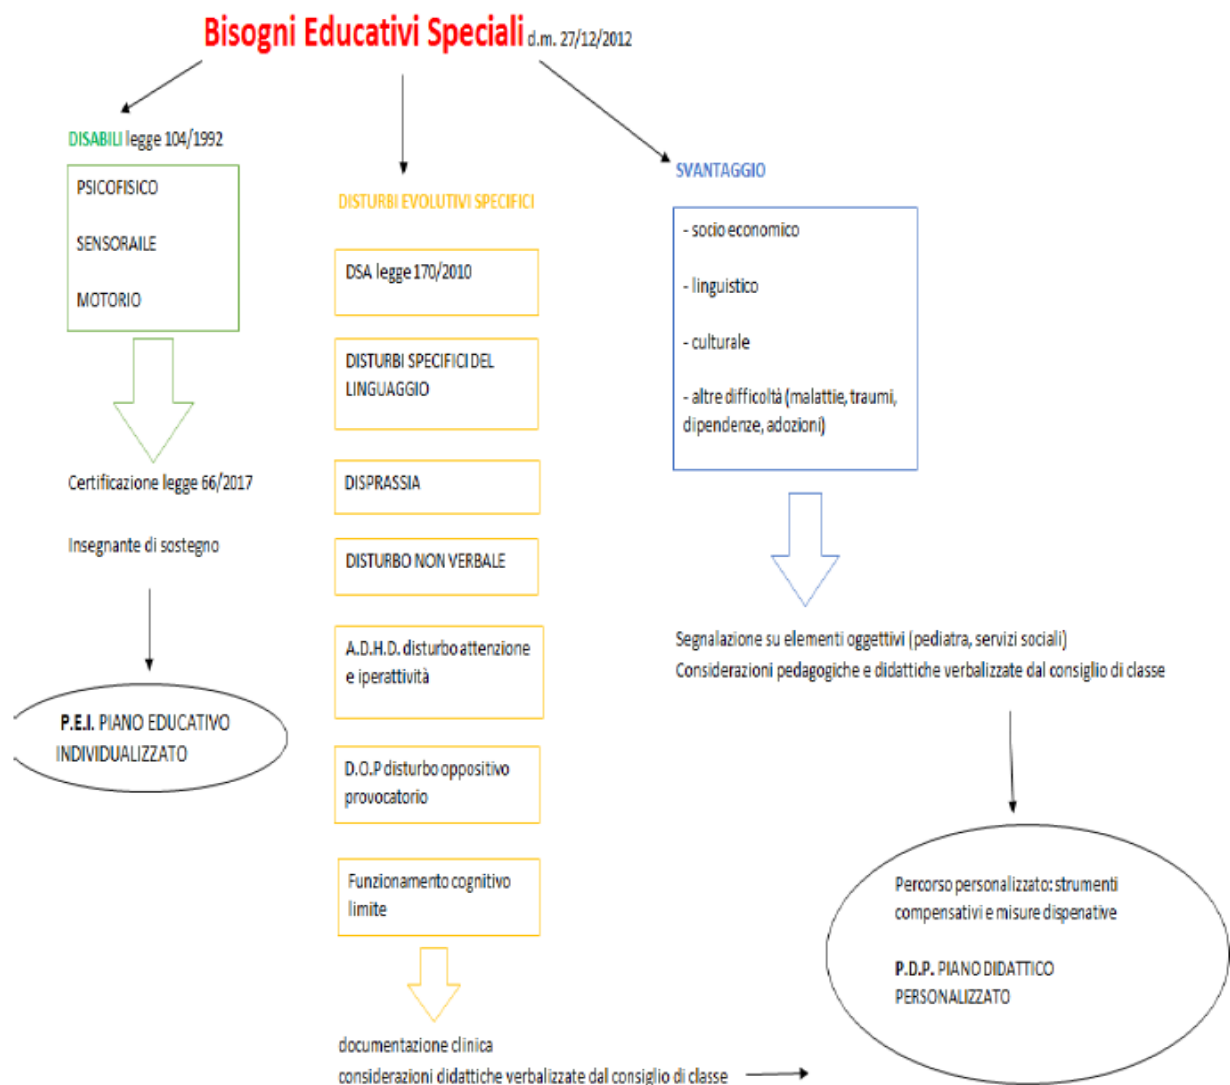 Bisogni Educativi Speciali d.m. 27/12/2012
DISABILI legge 104/1992
PSICOFISICO
SENSORAILE
MOTORIO
Certificazione legge 66/2017
Insegnante di sostegno
P.E.I. PIANO EDUCATIVO
INDIVIDUALIZZATO
DISTURBI EVOLUTIVI SPECIFICI
DSA legge 170/2010
DISTURBI SPECIFICI DEL
LINGUAGGIO
DISPRASSIA
DISTURBO NON VERBALE
A.D.H.D. disturbo attenzione
e iperattività
D.O.P disturbo oppositivo
provocatorio
Funzionamento cognitivo
limite
documentazione clinica
considerazioni didattiche verbalizzate dal consiglio di classe
SVANTAGGIO
- socio economico
- linguistico
- culturale
- altre difficoltà (malattie, traumi,
dipendenze, adozioni)
Segnalazione su elementi oggettivi (pediatra, servizi sociali)
Considerazioni pedagogiche e didattiche verbalizzate dal consiglio di classe
Percorso personalizzato: strumenti
compensativi e misure dispenative
P.D.P. PIANO DIDATTICO
PERSONALIZZATO